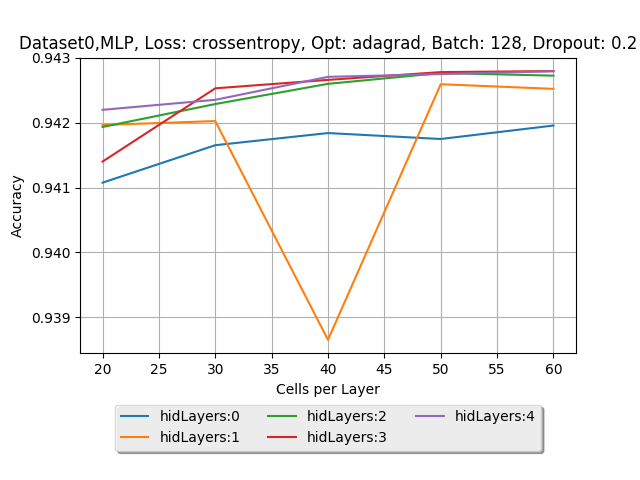 Dataset0,MLP, Loss: crossentropy, Opt: adagrad, Batch: 128, Dropout: 0.2
0.943
0.942
0.941
0.940
0.939
Accuracy
20 25 30 35 40 45 50 55 60
Cells per Layer
hidLayers:0 hidLayers:2 hidLayers:4
hidLayers:1 hidLayers:3